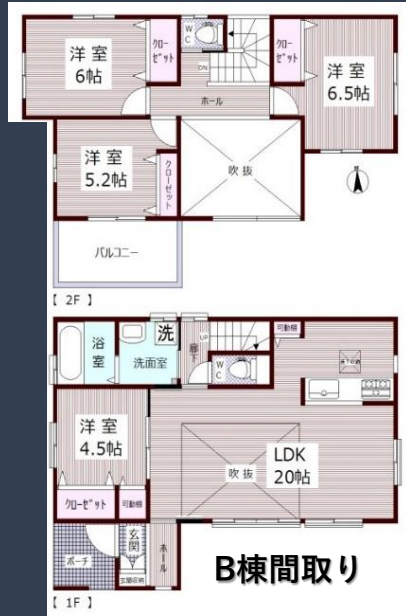 W
C
クロー
ゼット
クロー
ゼット
洋室
6帖
DN
洋室
6.5帖
ホール
N
洋室
5.2帖
クローゼット
吹抜
バルコニー
【 2F 】
浴
室
洗
洗面室
廊下
UP
可動棚
床下収納
W
C
洋室
4.5帖
LDK
20帖
吹抜
クローゼット
可動棚
ポーチ
玄関
ホール
玄関収納
B棟間取り
【 1F 】